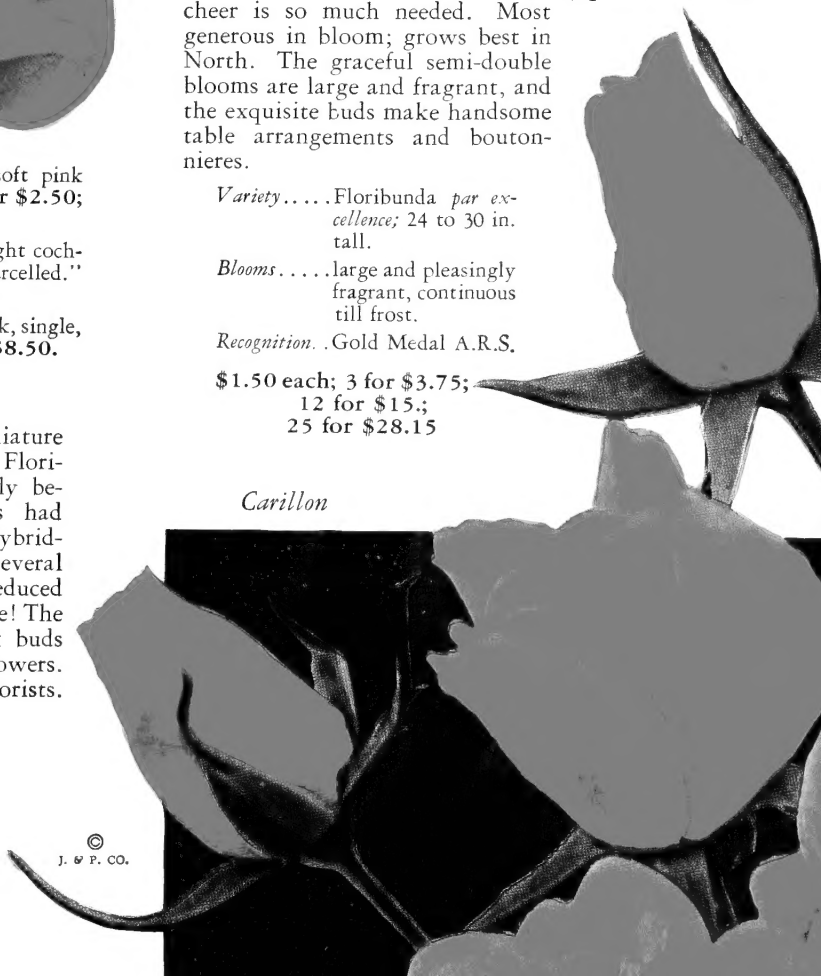 oft pink
r $2.50;
ght coch-
rcelled."
k, single,
$8.50.
iature
Flori-
ly be-
s had
ybrid-
everal
educed
e! The
buds
owers.
orists.
cheer is so much needed. Most
generous in bloom; grows best in
North. The graceful semi-double
blooms are large and fragrant, and
the exquisite buds make handsome
table arrangements and bouton-
nieres.
Variety.....Floribunda par ex-
cellence; 24 to 30 in.
tall.
Blooms.....large and pleasingly
fragrant, continuous
till frost.
Recognition. .Gold Medal A.R.S.
$1.50 each; 3 for $3.75;
12 for $15.;
25 for $28.15
Carillon
©
J. & P. CO.